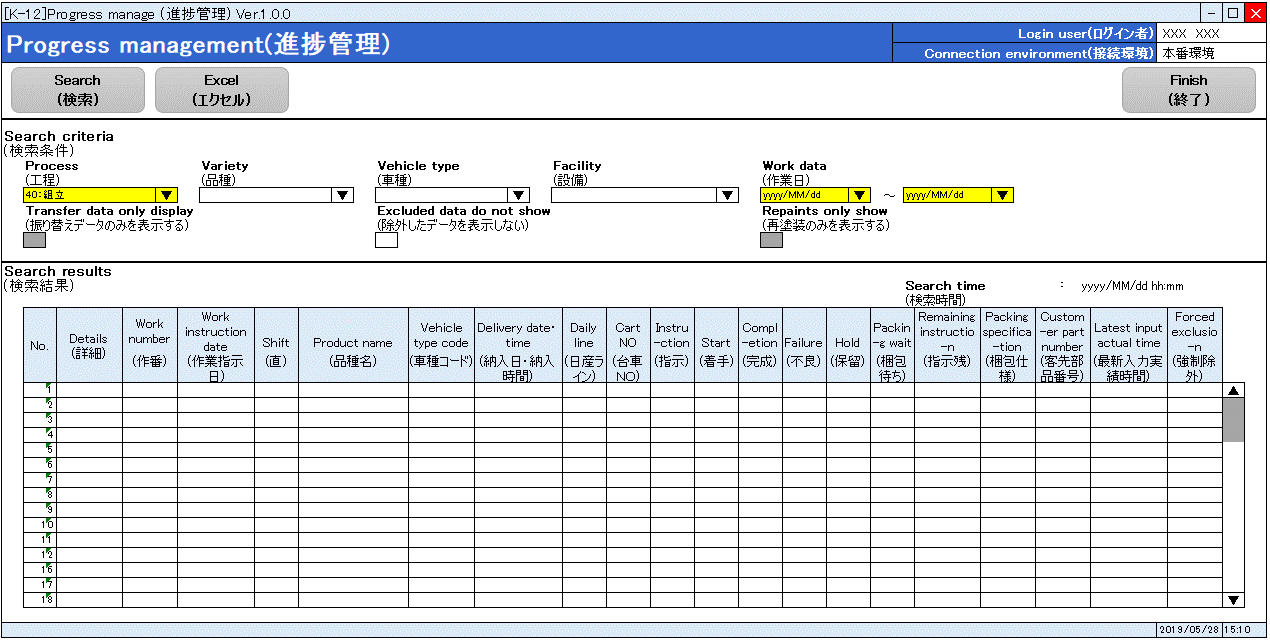 [K-12]Progress manage (進捗管理) Ver.1.0.0
Progress management(進捗管理)
Login user(ログイン者) XXX XXX
Connection environment(接続環境) 本番環境
Search
(検索)
Excel
(エクセル)
Finish
(終了)
Search criteria
(検索条件)
Process
(工程)
40:組立
Variety
(品種)
Vehicle type
(車種)
Facility
(設備)
Work data
(作業日)
yyyy/MM/dd ～ yyyy/MM/dd
Transfer data only display
(振り替えデータのみを表示する)
Excluded data do not show
(除外したデータを表示しない)
Repaints only show
(再塗装のみを表示する)
Search results
(検索結果)
Search time : yyyy/MM/dd hh:mm
(検索時間)
No.
Details
(詳細)
Work
number
(作番)
Work
instruction
date
(作業指示
日)
Shift
(直)
Product name
(品種名)
Vehicle
type code
(車種コード)
Delivery date・
time
(納入日・納入
時間)
Daily
line
(日産ラ
イン)
Cart
NO
(台車
NO)
Instru
-ction
(指示)
Start
(着手)
Compl
-etion
(完成)
Failure
(不良)
Hold
(保留)
Packin
-g wait
(梱包
待ち)
Remaining
instructio
-n
(指示残)
Packing
specifica
-tion
(梱包仕
様)
Custom
-er part
number
(客先部
品番号)
Latest input
actual time
(最新入力実
績時間)
Forced
exclusio
-n
(強制除
外)
1
2
3
4
5
6
7
8
9
10
11
12
16
17
18
2019/05/28 15:10